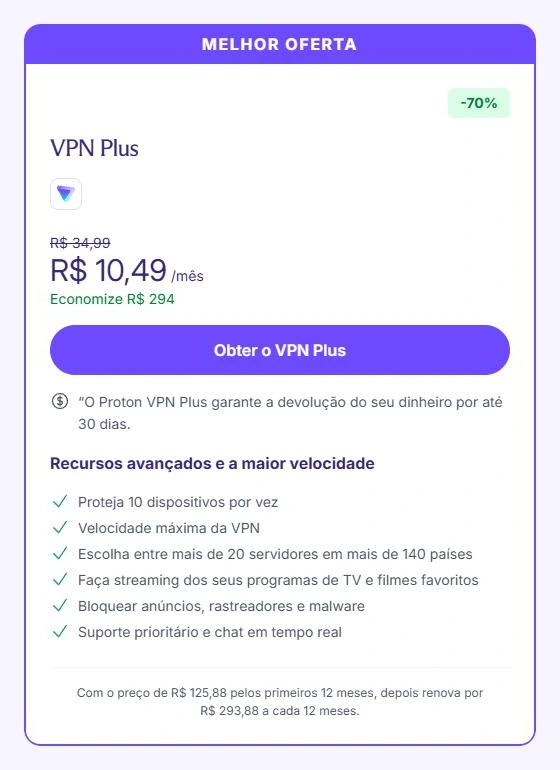 MELHOR OFERTA
-70%
VPN Plus
R$ 34,99
R$ 10,49 /mês
Economize R$ 294
Obter o VPN Plus
“O Proton VPN Plus garante a devolução do seu dinheiro por até
30 dias.
Recursos avançados e a maior velocidade
Proteja 10 dispositivos por vez
Velocidade máxima da VPN
Escolha entre mais de 20 servidores em mais de 140 países
Faça streaming dos seus programas de TV e filmes favoritos
Bloquear anúncios, rastreadores e malware
Suporte prioritário e chat em tempo real
Com o preço de R$ 125,88 pelos primeiros 12 meses, depois renova por
R$ 293,88 a cada 12 meses.